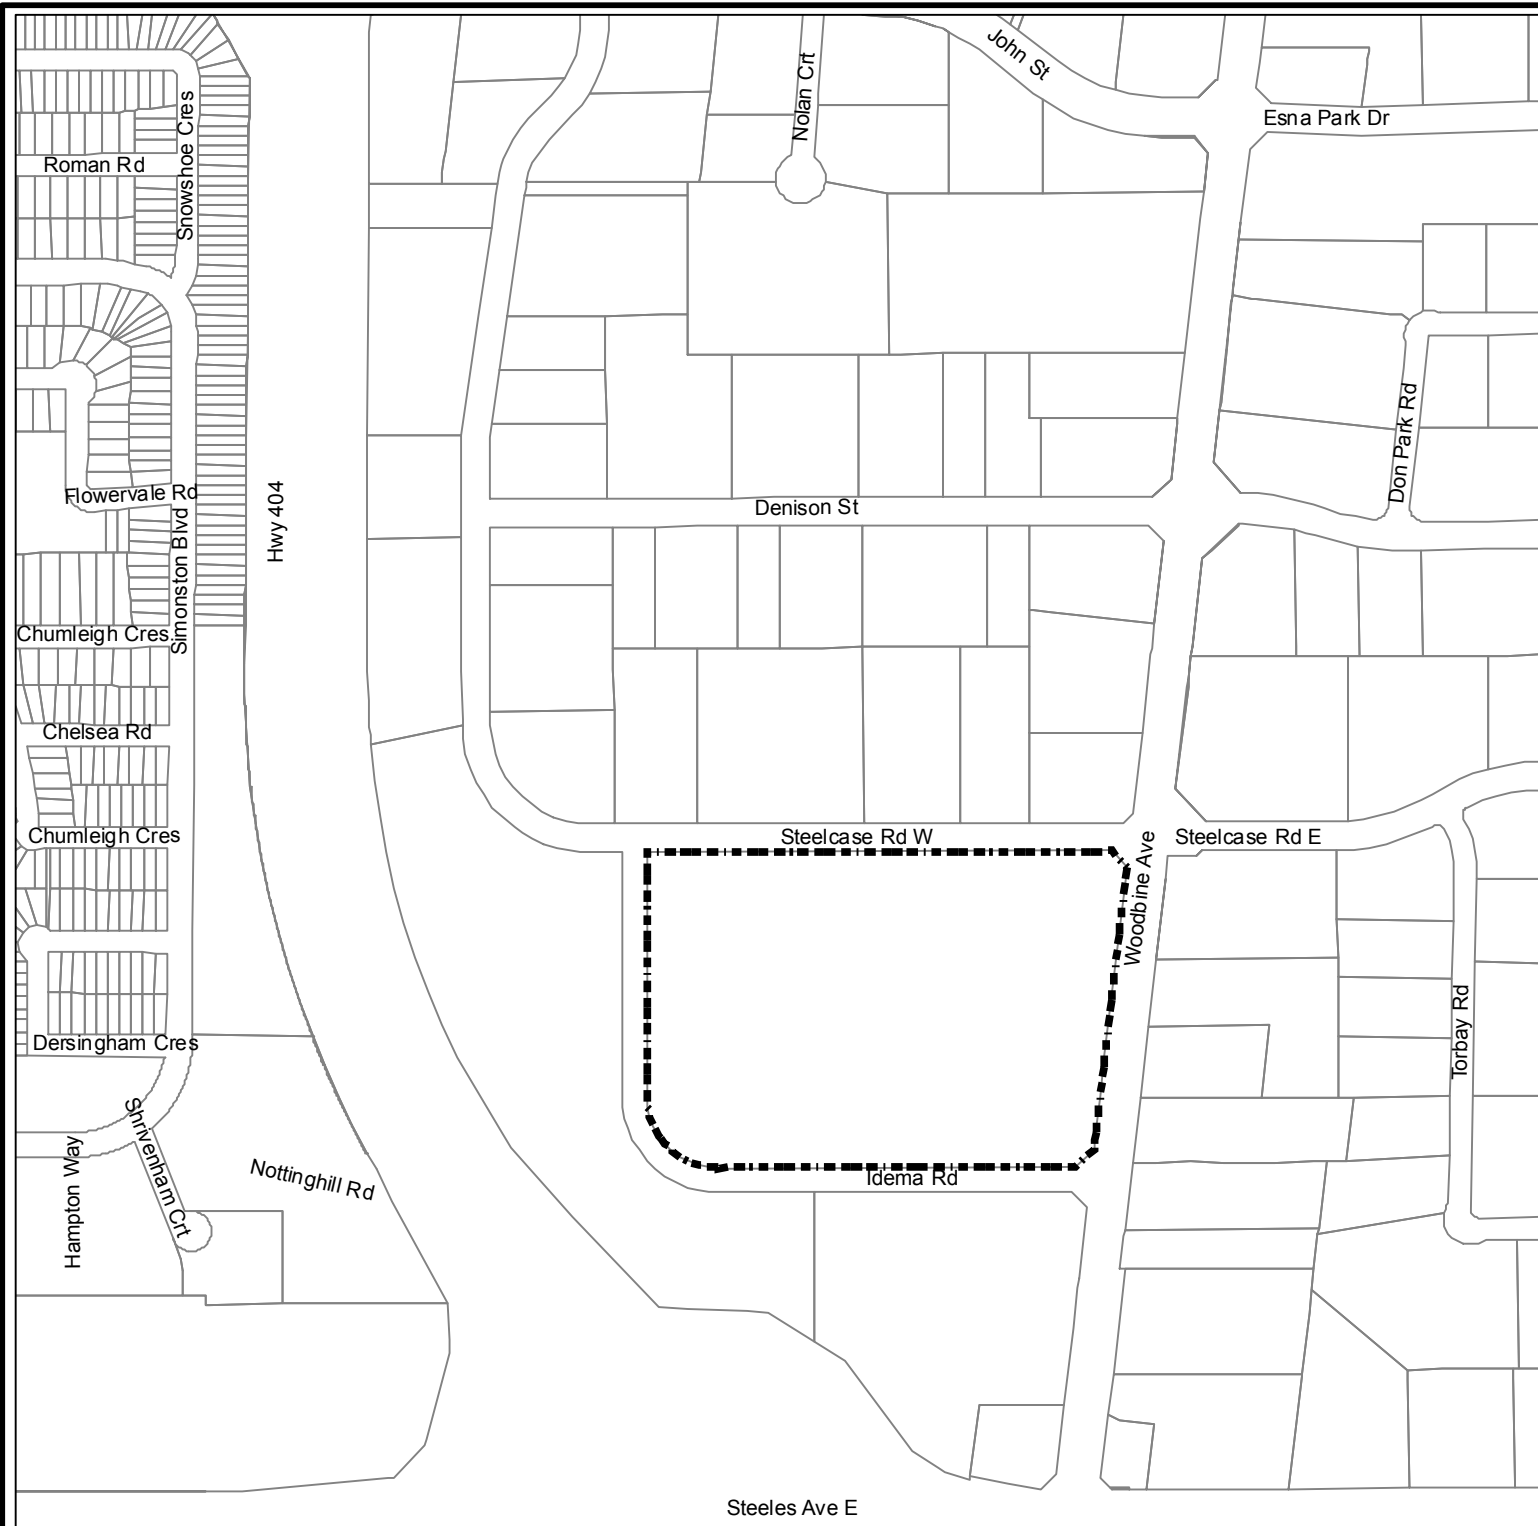 John St
Nolan Crt
Esna Park Dr
Snowshoe Cres
Roman Rd
Don Park Rd
Flowervale Rd
Hwy 404
Denison St
Simonston Blvd
Chumleigh Cres.
Chelsea Rd
Chumleigh Cres
Steelcase Rd W
Steelcase Rd E
Woodbine Ave
Torbay Rd
Dersingham Cres
Shrivenham Crt
Hampton Way
Nottinghill Rd
Idema Rd
Steeles Ave E